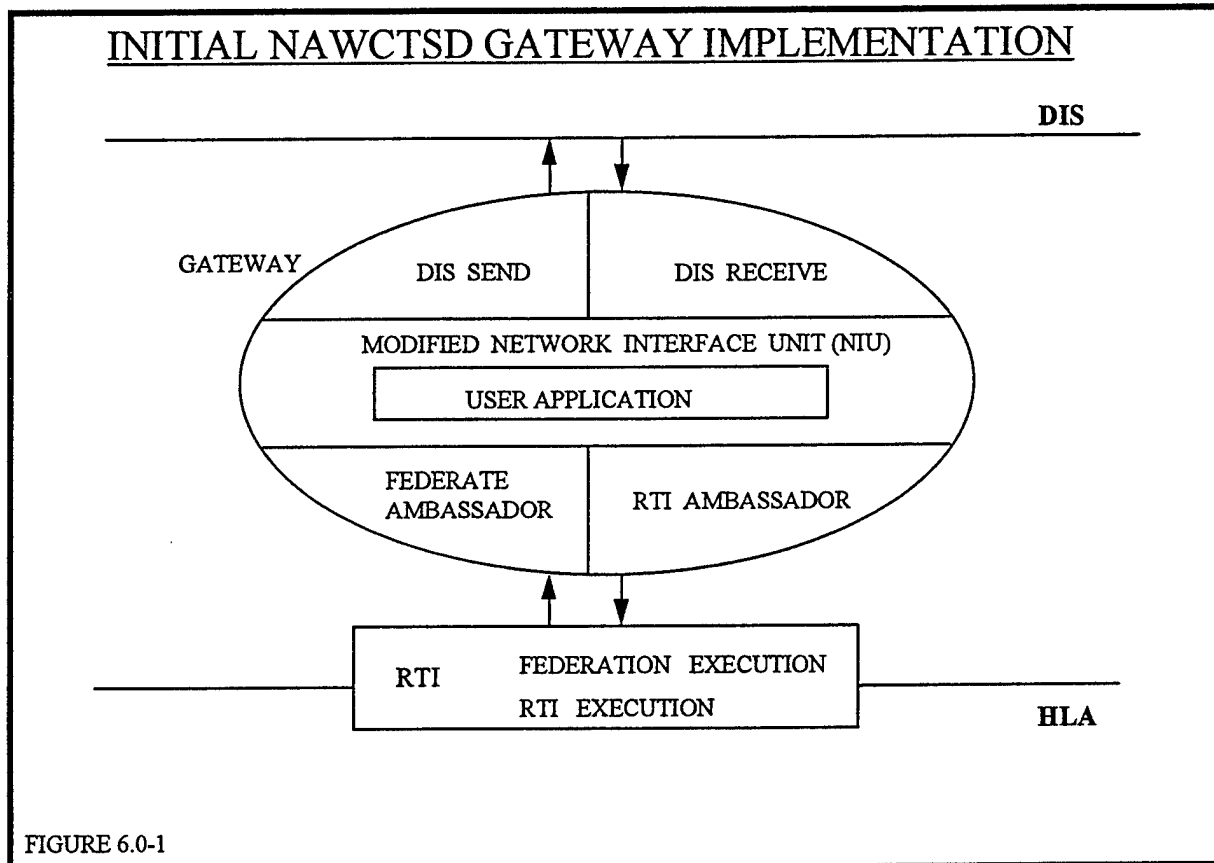 INITIAL NAWCTSD GATEWAY IMPLEMENTATION
DIS
GATEWAY
DIS SEND
DIS RECEIVE
MODIFIED NETWORK INTERFACE UNIT (NIU)
USER APPLICATION
FEDERATE
AMBASSADOR
RTI AMBASSADOR
RTI
FEDERATION EXECUTION
RTI EXECUTION
HLA
FIGURE 6.0-1